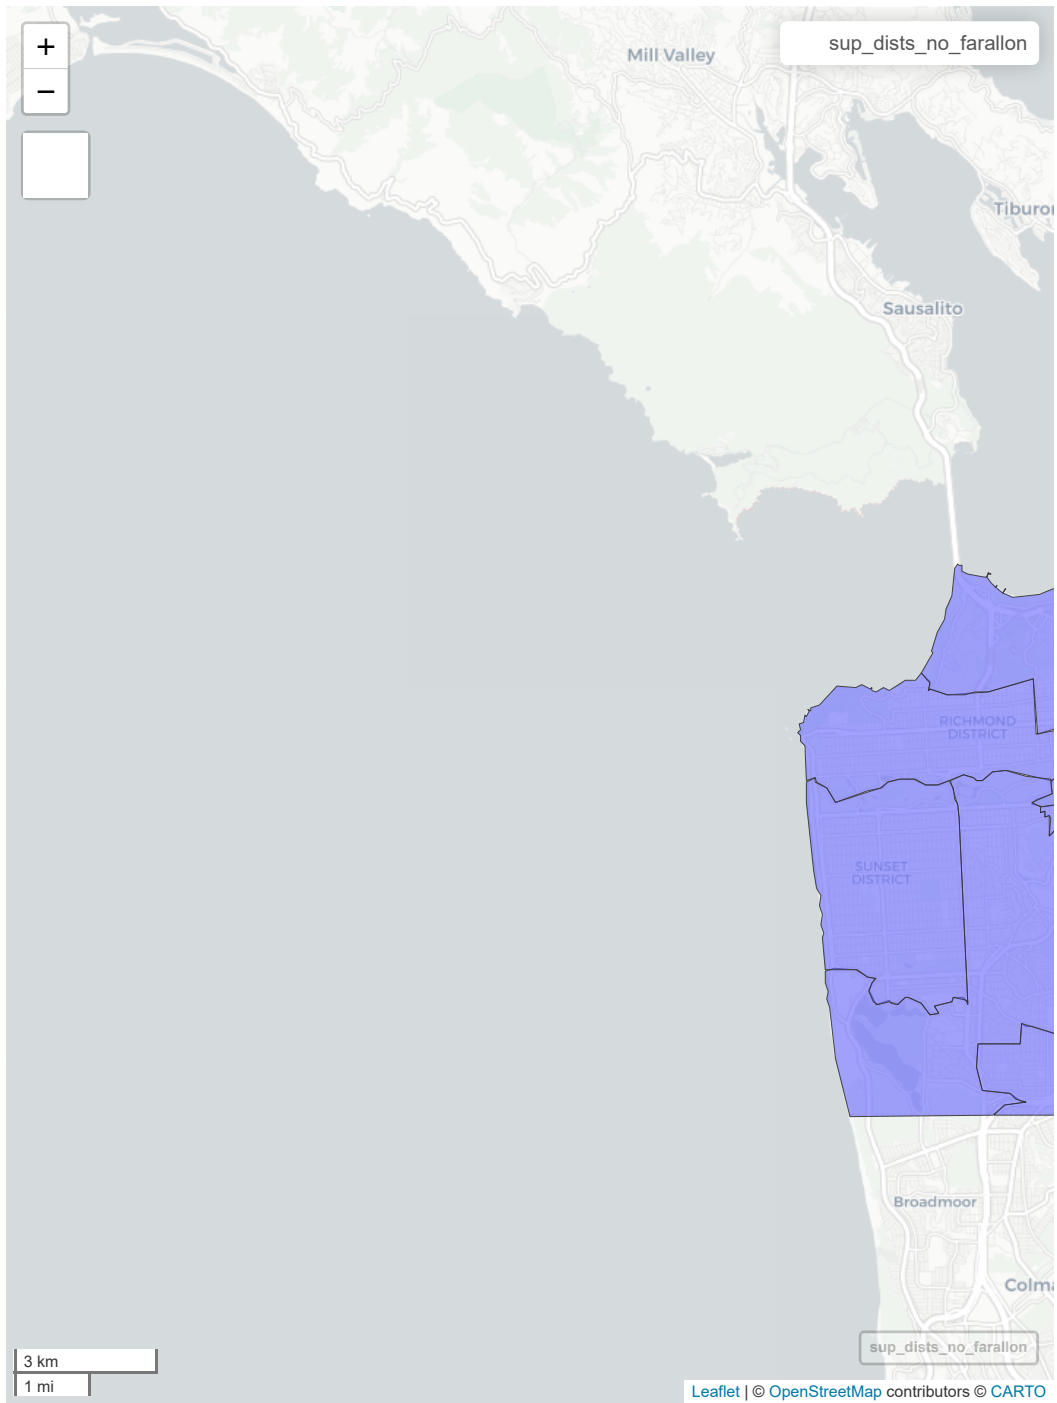 +
−
sup_dists_no_farallon
Mill Valley
Tiburon
Sausalito
RICHMOND
DISTRICT
SUNSET
DISTRICT
Broadmoor
Colma
sup_dists_no_farallon
3 km
1 mi
Leaflet | © OpenStreetMap contributors © CARTO